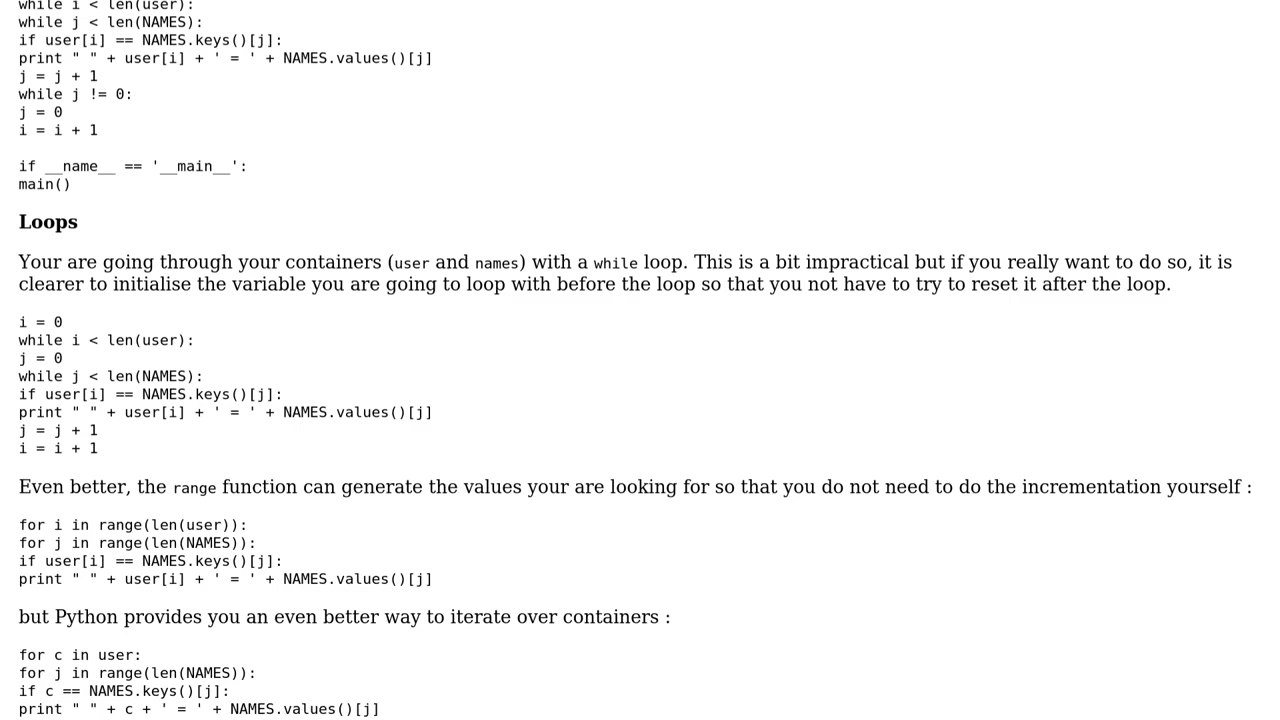 while i < len(user):
while j < len(NAMES):
if user[i] == NAMES.keys()[j]:
print " " + user[i] + ' = ' + NAMES.values()[j]
j = j + 1
while j != 0:
j = 0
i = i + 1
if __name__ == '__main__':
main()
Loops
Your are going through your containers (user and names) with a while loop. This is a bit impractical but if you really want to do so, it is
clearer to initialise the variable you are going to loop with before the loop so that you not have to try to reset it after the loop.
i = 0
while i < len(user):
j = 0
while j < len(NAMES):
if user[i] == NAMES.keys()[j]:
print " " + user[i] + ' = ' + NAMES.values()[j]
j = j + 1
i = i + 1
Even better, the range function can generate the values your are looking for so that you do not need to do the incrementation yourself :
for i in range(len(user)):
for j in range(len(NAMES)):
if user[i] == NAMES.keys()[j]:
print " " + user[i] + ' = ' + NAMES.values()[j]
but Python provides you an even better way to iterate over containers :
for c in user:
for j in range(len(NAMES)):
if c == NAMES.keys()[j]:
print " " + c + ' = ' + NAMES.values()[j]